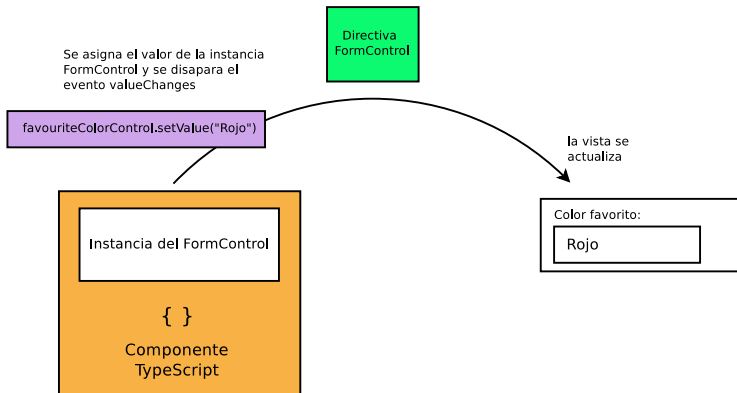 Directiva
FormControl
Se asigna el valor de la instancia
FormControl y se disapara el
evento valueChanges
favouriteColorControl.setValue("Rojo")
la vista se
actualiza
Color favorito:
Rojo
Instancia del FormControl
{ }
Componente
TypeScript